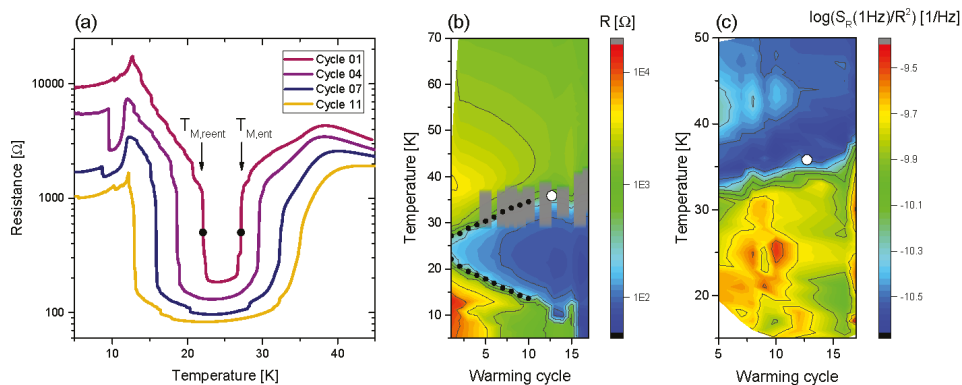 (a)
Cycle 01
Cycle 04
Cycle 07
Cycle 11
T_M,reent
T_M,ent
10000
1000
100
Resistance [Ω]
10
20
30
40
Temperature [K]
(b)
R [Ω]
70
60
50
40
30
20
10
Temperature [K]
5
10
15
Warming cycle
1E4
1E3
1E2
(c)
log(S_R(1Hz)/R²) [1/Hz]
50
45
40
35
30
25
20
Temperature [K]
5
10
15
Warming cycle
-9.5
-9.9
-10.1
-10.3
-10.5